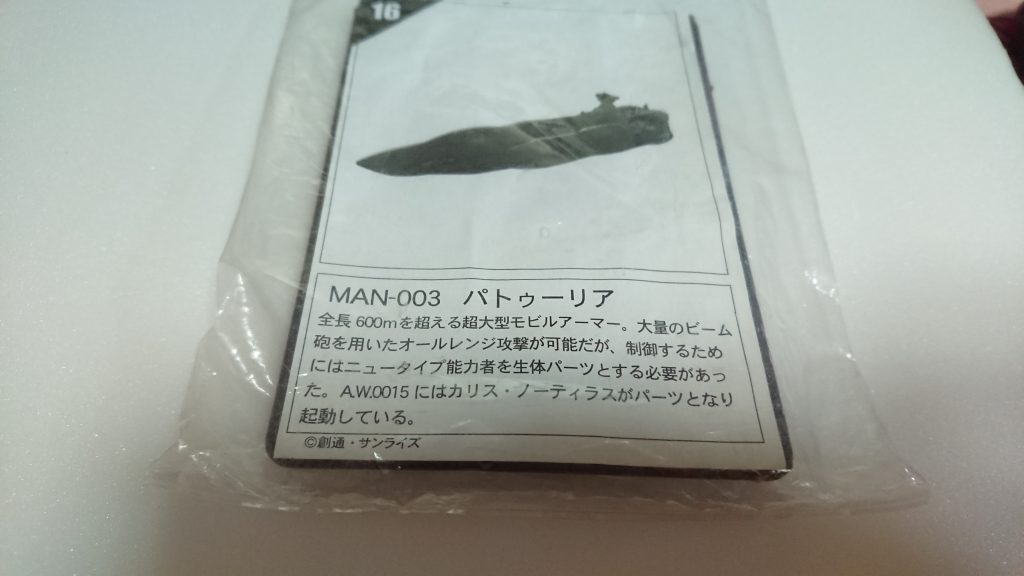 16
MAN-003 パトゥーリア
全長600mを超える超大型モビルアーマー。大量のビーム
砲を用いたオールレンジ攻撃が可能だが、制御するため
にはニュータイプ能力者を生体パーツとする必要があっ
た。A.W.0015にはカリス・ノーティラスがパーツとなり
起動している。
©創通・サンライズ